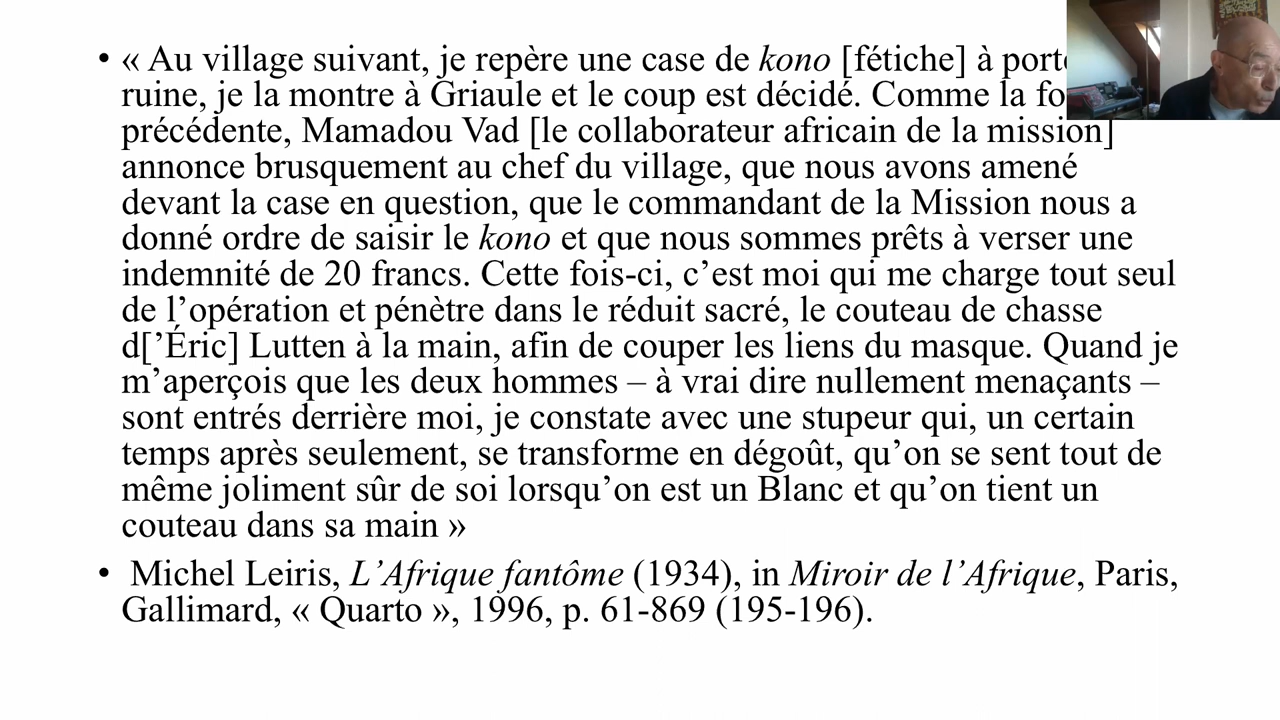 • « Au village suivant, je repère une case de kono [fétiche] à
ruine, je la montre à Griaule et le coup est décidé. Comme la
précédente, Mamadou Vad [le collaborateur africain de la mission]
annonce brusquement au chef du village, que nous avons amené
devant la case en question, que le commandant de la Mission nous a
donné ordre de saisir le kono et que nous sommes prêts à verser une
indemnité de 20 francs. Cette fois-ci, c’est moi qui me charge tout seul
de l’opération et pénètre dans le réduit sacré, le couteau de chasse
d[’Éric] Lutten à la main, afin de couper les liens du masque. Quand je
m’aperçois que les deux hommes – à vrai dire nullement menaçants –
sont entrés derrière moi, je constate avec une stupeur qui, un certain
temps après seulement, se transforme en dégoût, qu’on se sent tout de
même joliment sûr de soi lorsqu’on est un Blanc et qu’on tient un
couteau dans sa main »
• Michel Leiris, L’Afrique fantôme (1934), in Miroir de l’Afrique, Paris,
Gallimard, « Quarto », 1996, p. 61-869 (195-196).